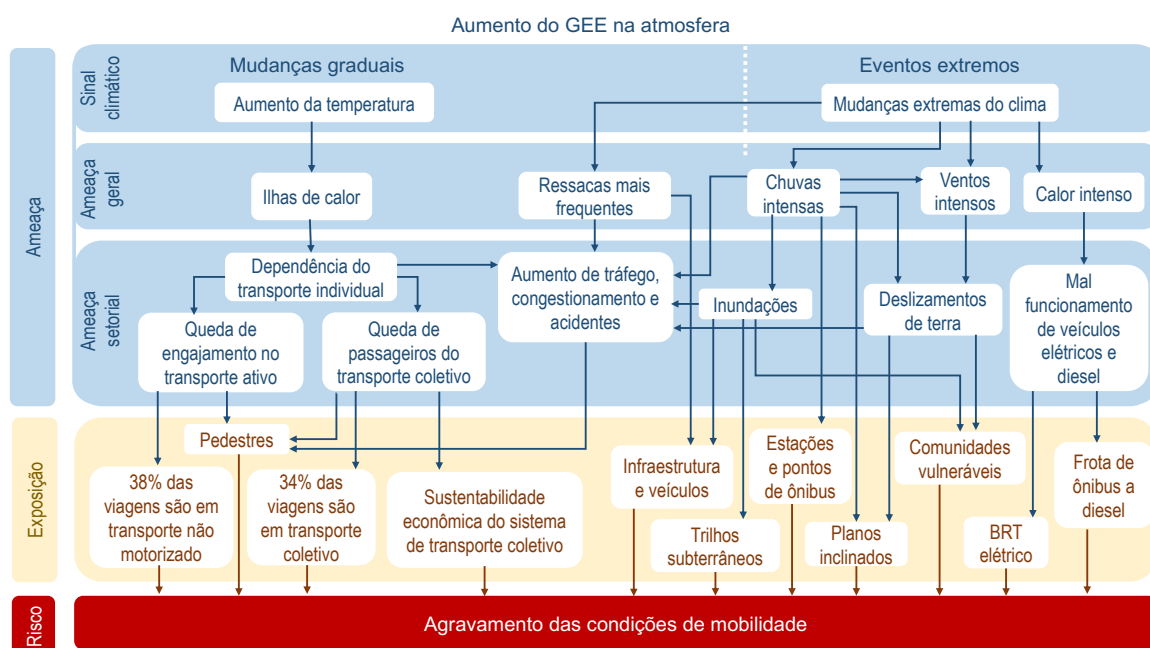 Aumento do GEE na atmosfera
Ameaça
Sinal
climático
Mudanças graduais
Eventos extremos
Aumento da temperatura
Mudanças extremas do clima
Ameaça
geral
Ilhas de calor
Ressacas mais
frequentes
Chuvas
intensas
Ventos
intensos
Calor intenso
Ameaça
setorial
Dependência do
transporte individual
Aumento de tráfego,
congestionamento e
acidentes
Inundações
Deslizamentos
de terra
Mal
funcionamento
de veículos
elétricos e
diesel
Queda de
engajamento no
transporte ativo
Queda de
passageiros do
transporte coletivo
Exposição
Pedestres
38% das
viagens são em
transporte não
motorizado
34% das
viagens são em
transporte
coletivo
Sustentabilidade
econômica do sistema
de transporte coletivo
Infraestrutura
e veículos
Trilhos
subterrâneos
Estações
e pontos
de ônibus
Planos
inclinados
Comunidades
vulneráveis
BRT
elétrico
Frota de
ônibus a
diesel
Risco
Agravamento das condições de mobilidade